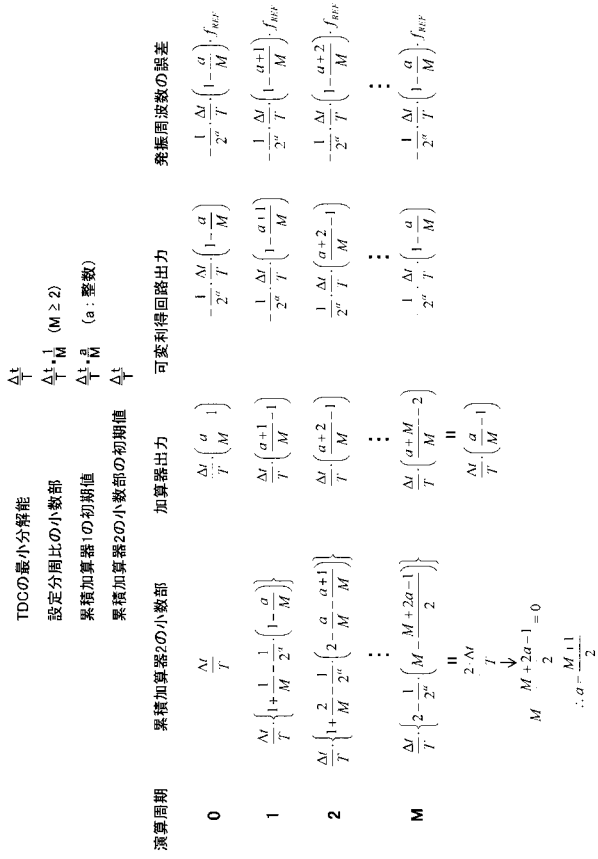 TDCの最小分解能 Δt/T
設定分周比の小数部 Δt/T・1/M (M ≥ 2)
累積加算器1の初期値 Δt/T・a/M (a : 整数)
累積加算器2の小数部の初期値 Δt/T
演算周期 累積加算器2の小数部 加算器出力 可変利得回路出力 発振周波数の誤差
0 Δt/T Δt/T・(a/M 1) -1/2^α・Δt/T・(1-a/M) -1/2^α・Δt/T・(1-a/M)・f_REF
1 Δt/T・{1+1/M-1/2^α・(1-a/M)} Δt/T・(a+1/M-1) -1/2^α・Δt/T・(1-a+1/M) -1/2^α・Δt/T・(1-a+1/M)・f_REF
2 Δt/T・{1+2/M-1/2^α・(2-a/M-a+1/M)} Δt/T・(a+2/M-1) 1/2^α・Δt/T・(a+2/M-1) -1/2^α・Δt/T・(1-a+2/M)・f_REF
⋮ ⋮ ⋮ ⋮
M Δt/T・{2-1/2^α・(M-M+2a-1/2)} Δt/T・(a+M/M-2) 1/2^α・Δt/T・(1-a/M) -1/2^α・Δt/T・(1-a/M)・f_REF
= =
2・Δt/T Δt/T・(a/M-1)
↓
M M+2a-1/2=0
∴a=M+1/2